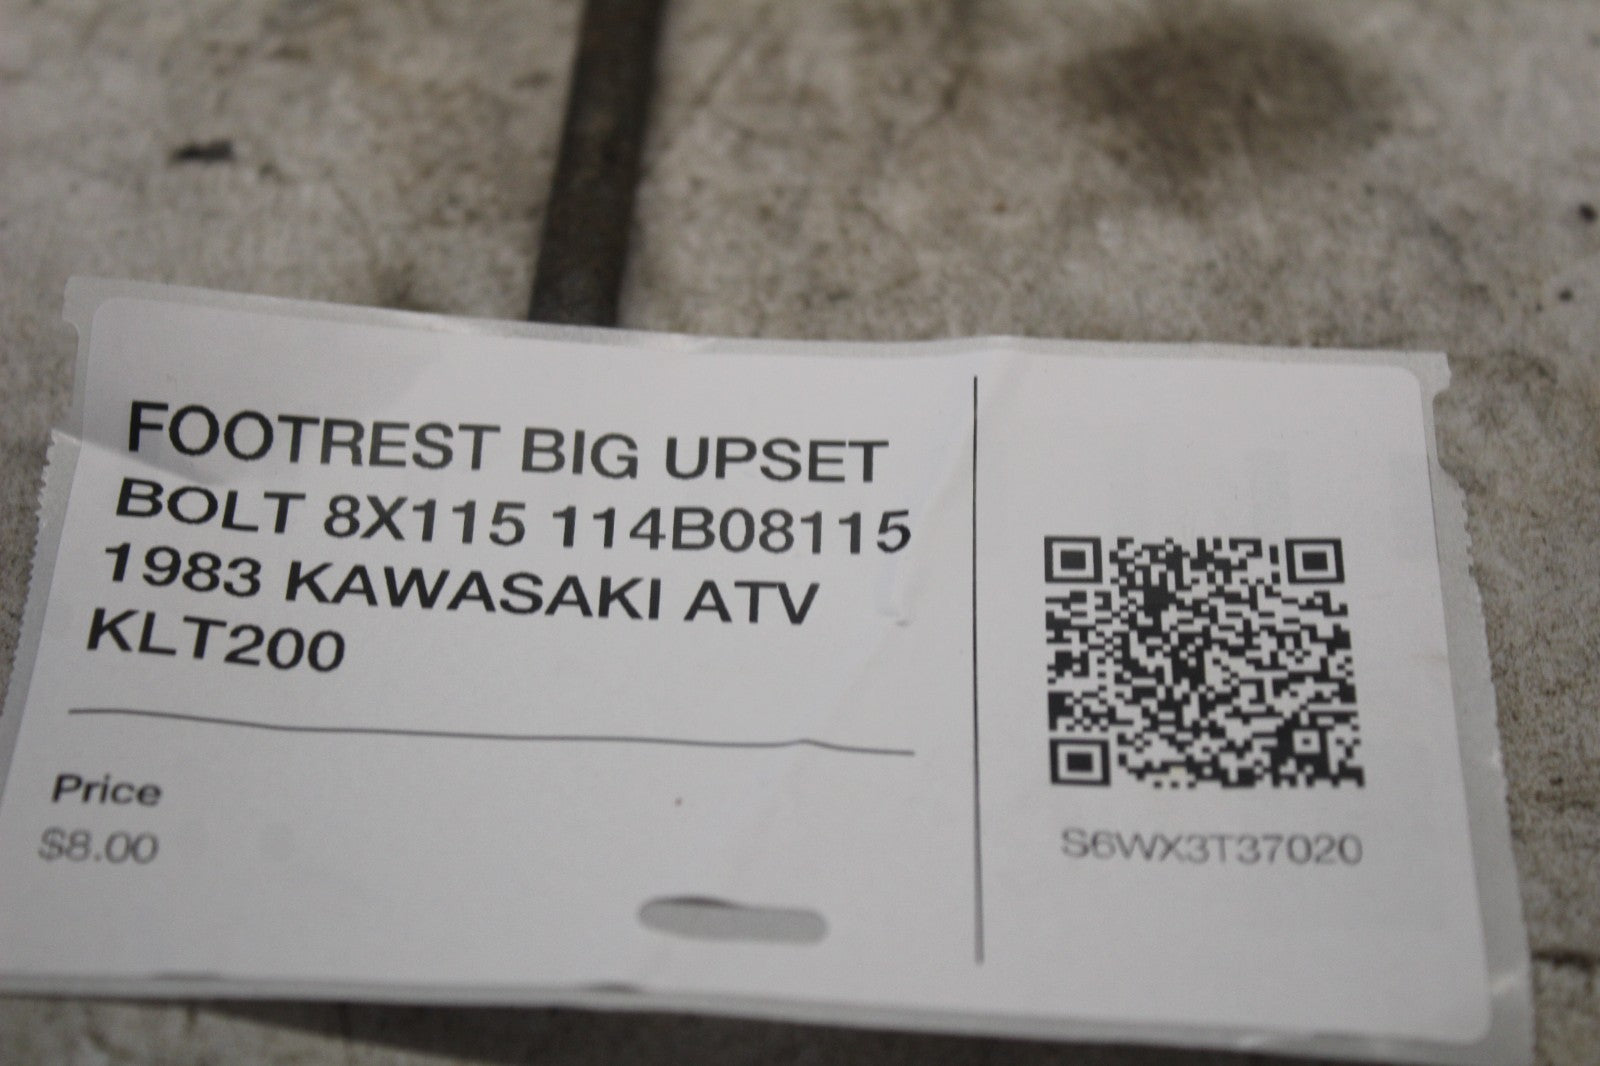 FOOTREST BIG UPSET
BOLT 8X115 114B08115
1983 KAWASAKI ATV
KLT200
Price
$8.00
S6WX3T37020